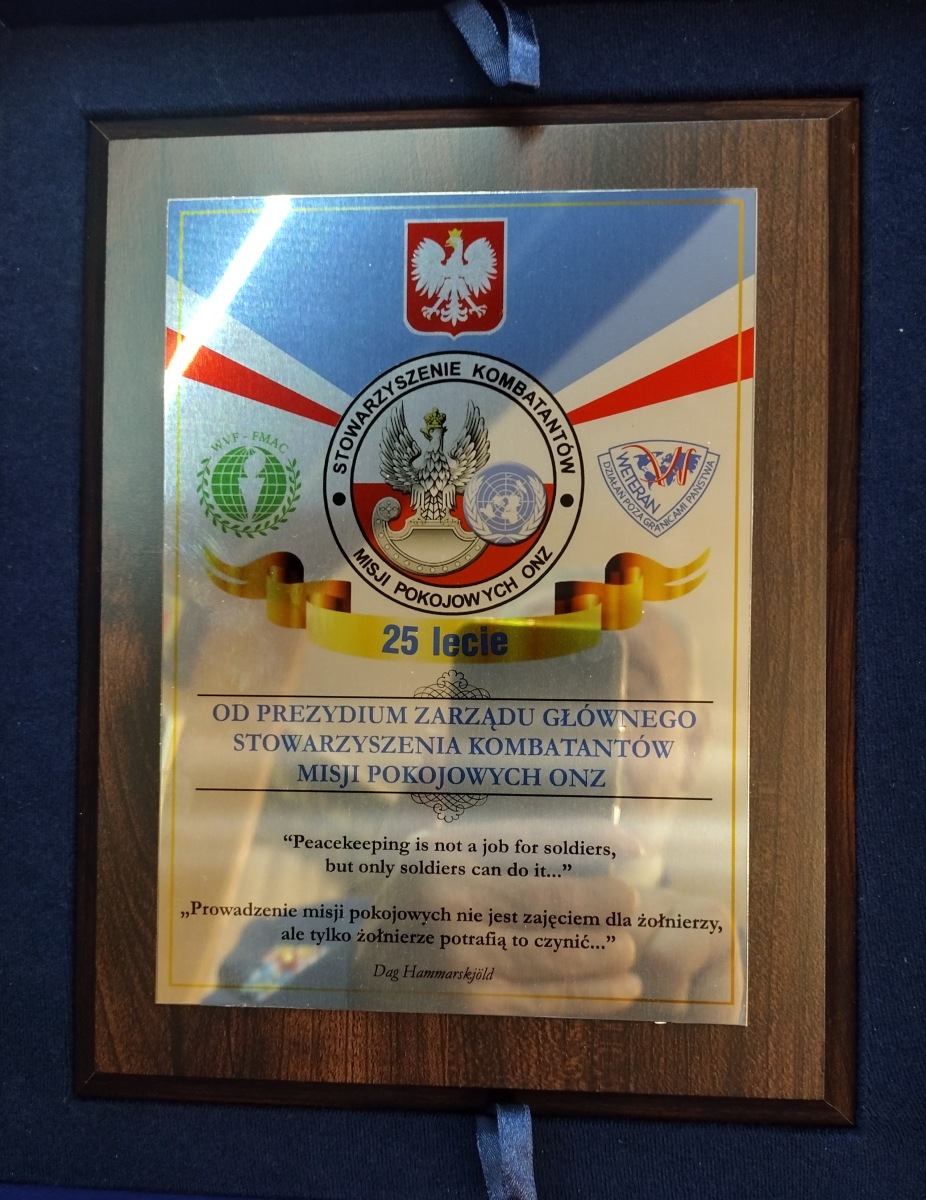 STOWARZYSZENIE KOMBATANTÓW
MISJI POKOJOWYCH ONZ
WVF - FMAC
WETERAN
DZIAŁAŃ POZA GRANICAMI PAŃSTWA
25 lecie
OD PREZYDIUM ZARZĄDU GŁÓWNEGO
STOWARZYSZENIA KOMBATANTÓW
MISJI POKOJOWYCH ONZ
“Peacekeeping is not a job for soldiers,
but only soldiers can do it...”
„Prowadzenie misji pokojowych nie jest zajęciem dla żołnierzy,
ale tylko żołnierze potrafią to czynić...”
Dag Hammarskjöld